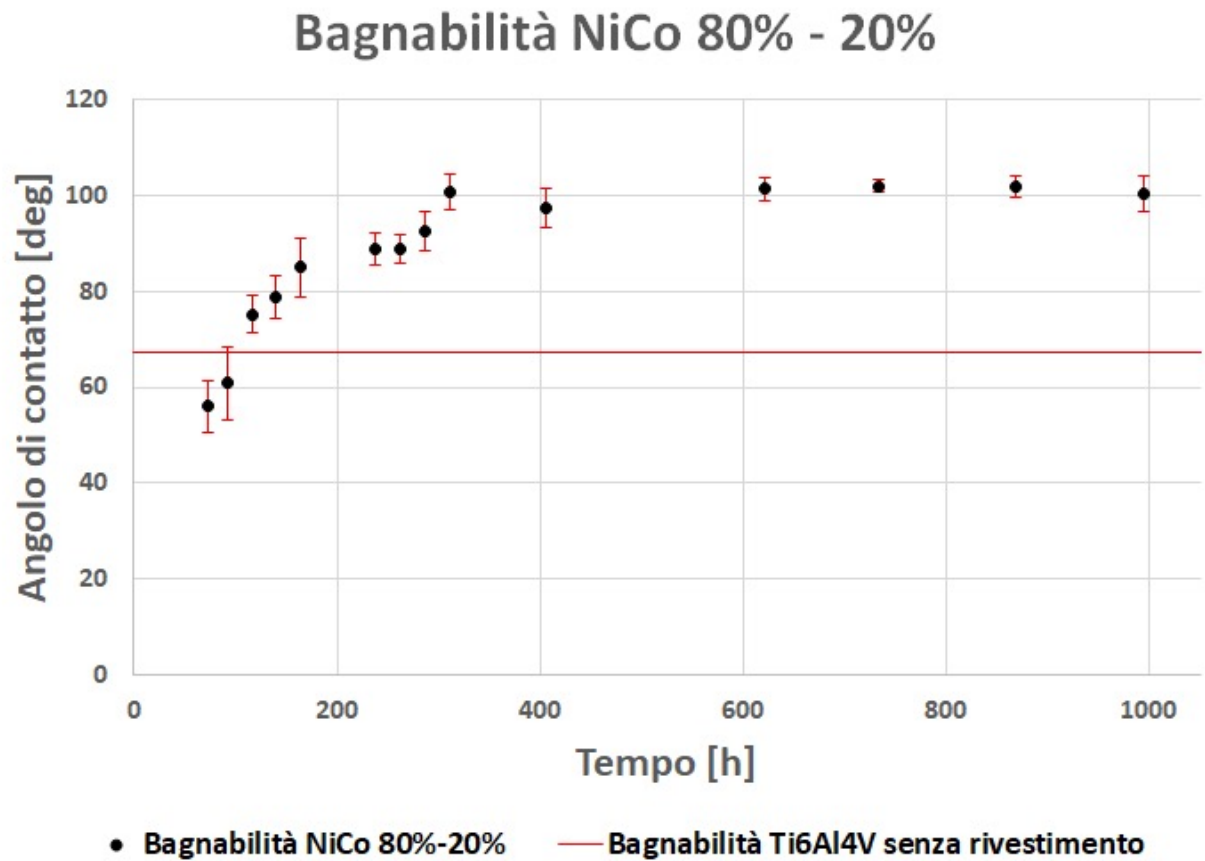 Bagnabilità NiCo 80% - 20%
Angolo di contatto [deg]
120
100
80
60
40
20
0
0 200 400 600 800 1000
Tempo [h]
Bagnabilità NiCo 80%-20% Bagnabilità Ti6Al4V senza rivestimento